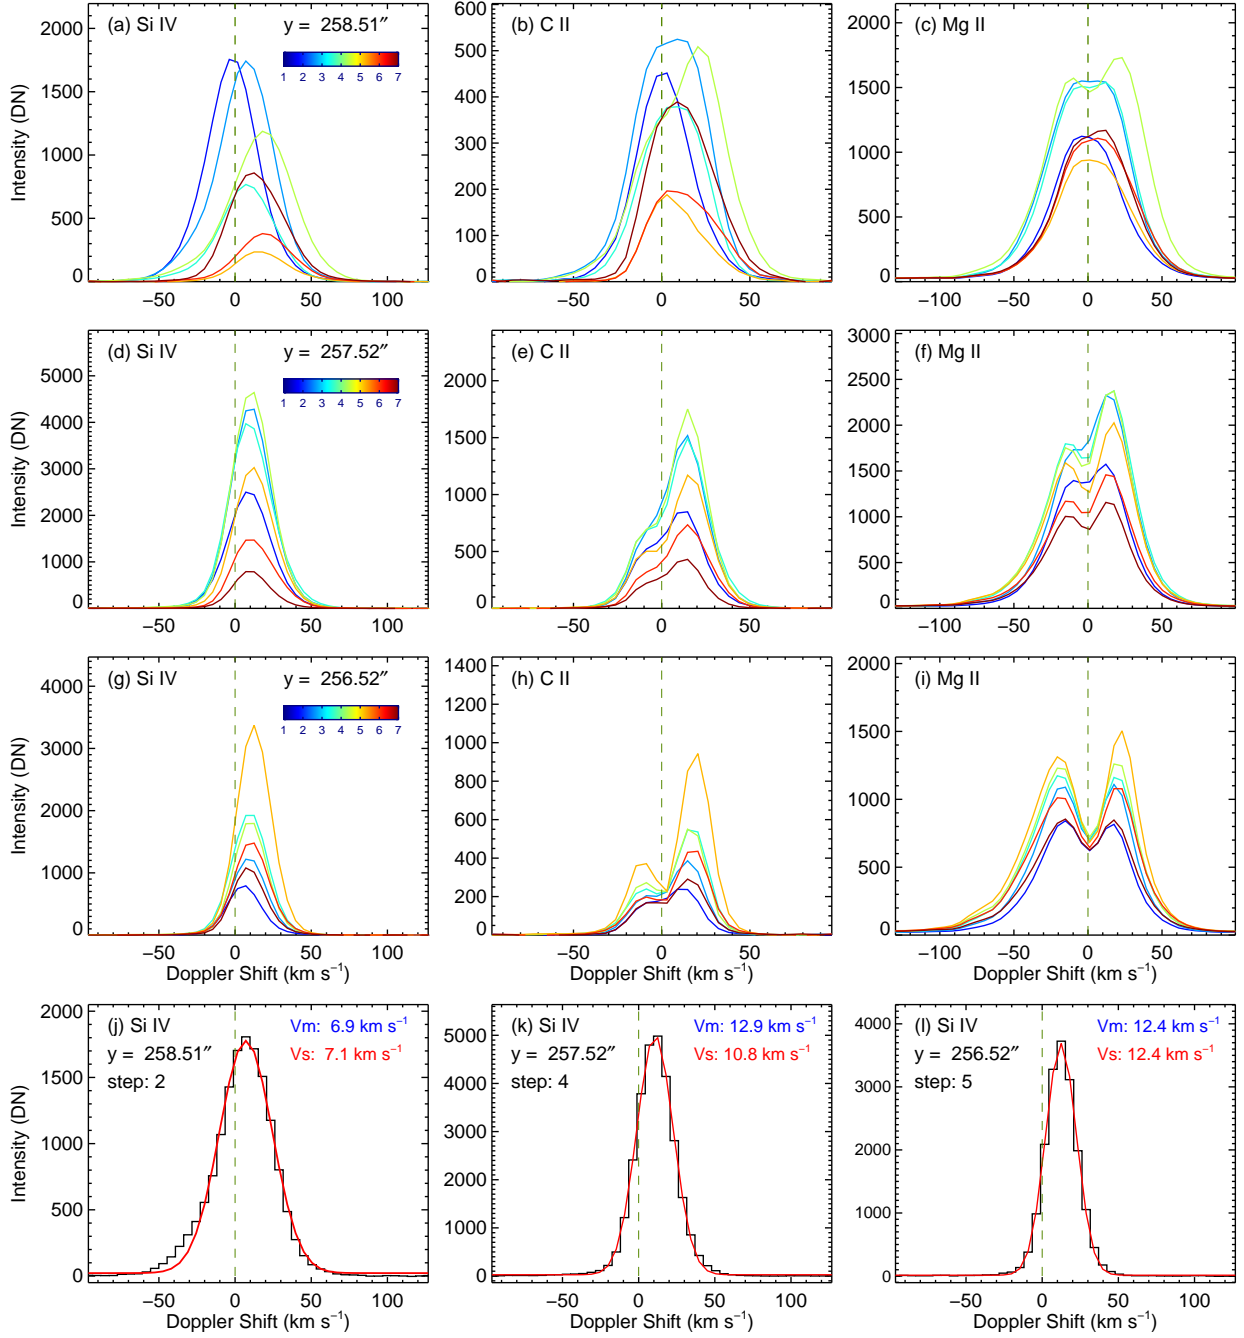 (a) Si IV
y = 258.51″
1 2 3 4 5 6 7
2000
1500
1000
500
0
−50 0 50 100
Intensity (DN)
(b) C II
600
500
400
300
200
100
0
−50 0 50
(c) Mg II
2000
1500
1000
500
0
−100 −50 0 50
(d) Si IV
y = 257.52″
1 2 3 4 5 6 7
5000
4000
3000
2000
1000
0
−50 0 50 100
Intensity (DN)
(e) C II
2000
1500
1000
500
0
−50 0 50
(f) Mg II
3000
2500
2000
1500
1000
500
0
−100 −50 0 50
(g) Si IV
y = 256.52″
1 2 3 4 5 6 7
4000
3000
2000
1000
0
−50 0 50 100
Intensity (DN)
Doppler Shift (km s⁻¹)
(h) C II
1400
1200
1000
800
600
400
200
0
−50 0 50
Doppler Shift (km s⁻¹)
(i) Mg II
2000
1500
1000
500
0
−100 −50 0 50
Doppler Shift (km s⁻¹)
(j) Si IV
Vm: 6.9 km s⁻¹
y = 258.51″
Vs: 7.1 km s⁻¹
step: 2
2000
1500
1000
500
0
−50 0 50 100
Intensity (DN)
Doppler Shift (km s⁻¹)
(k) Si IV
Vm: 12.9 km s⁻¹
y = 257.52″
Vs: 10.8 km s⁻¹
step: 4
5000
4000
3000
2000
1000
0
−50 0 50 100
Doppler Shift (km s⁻¹)
(l) Si IV
Vm: 12.4 km s⁻¹
y = 256.52″
Vs: 12.4 km s⁻¹
step: 5
4000
3000
2000
1000
0
−50 0 50 100
Doppler Shift (km s⁻¹)